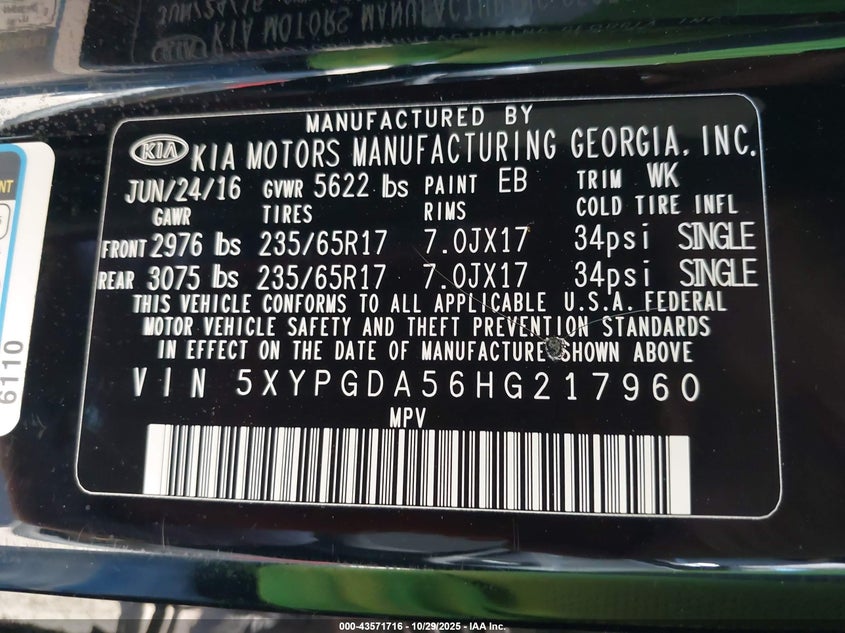 MANUFACTURED BY
KIA KIA MOTORS MANUFACTURING GEORGIA, INC.
JUN/24/16 GVWR 5622 lbs PAINT EB TRIM WK
GAWR TIRES RIMS COLD TIRE INFL
FRONT 2976 lbs 235/65R17 7.0JX17 34psi SINGLE
REAR 3075 lbs 235/65R17 7.0JX17 34psi SINGLE
THIS VEHICLE CONFORMS TO ALL APPLICABLE U.S.A. FEDERAL
MOTOR VEHICLE SAFETY AND THEFT PREVENTION STANDARDS
IN EFFECT ON THE DATE OF MANUFACTURE SHOWN ABOVE
VIN 5XYPGDA56HG217960
MPV
6110
000-43571716 - 10/29/2025 - IAA Inc.